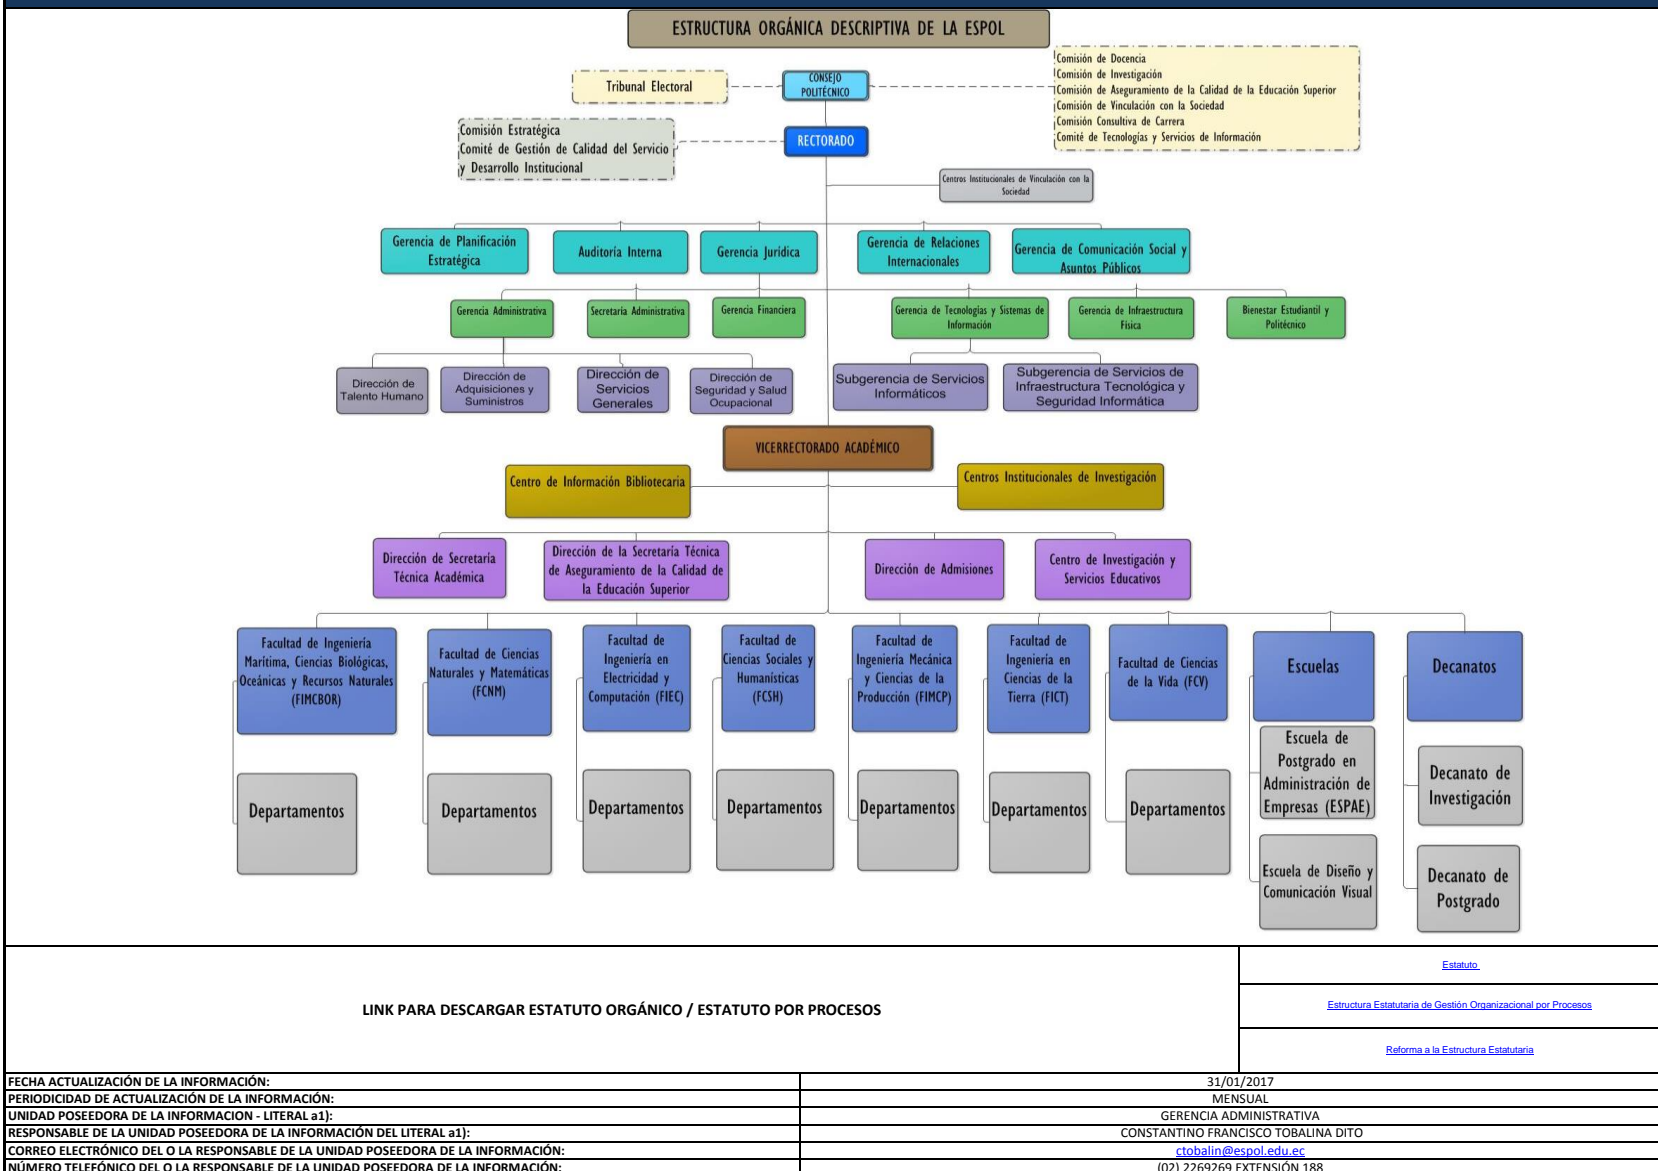 ESTRUCTURA ORGÁNICA DESCRIPTIVA DE LA ESPOL
Tribunal Electoral
CONSEJO
POLITÉCNICO
Comisión de Docencia
Comisión de Investigación
Comisión de Aseguramiento de la Calidad de la Educación Superior
Comisión de Vinculación con la Sociedad
Comisión Consultiva de Carrera
Comité de Tecnologías y Servicios de Información
Comisión Estratégica
Comité de Gestión de Calidad del Servicio
y Desarrollo Institucional
RECTORADO
Centros Institucionales de Vinculación con la
Sociedad
Gerencia de Planificación
Estratégica
Auditoría Interna
Gerencia Jurídica
Gerencia de Relaciones
Internacionales
Gerencia de Comunicación Social y
Asuntos Públicos
Gerencia Administrativa
Secretaría Administrativa
Gerencia Financiera
Gerencia de Tecnologías y Sistemas de
Información
Gerencia de Infraestructura
Física
Bienestar Estudiantil y
Politécnico
Dirección de
Talento Humano
Dirección de
Adquisiciones y
Suministros
Dirección de
Servicios
Generales
Dirección de
Seguridad y Salud
Ocupacional
Subgerencia de Servicios
Informáticos
Subgerencia de Servicios de
Infraestructura Tecnológica y
Seguridad Informática
VICERRECTORADO ACADÉMICO
Centro de Información Bibliotecaria
Centros Institucionales de Investigación
Dirección de Secretaría
Técnica Académica
Dirección de la Secretaría Técnica
de Aseguramiento de la Calidad de
la Educación Superior
Dirección de Admisiones
Centro de Investigación y
Servicios Educativos
Facultad de Ingeniería
Marítima, Ciencias Biológicas,
Oceánicas y Recursos Naturales
(FIMCBOR)
Facultad de Ciencias
Naturales y Matemáticas
(FCNM)
Facultad de
Ingeniería en
Electricidad y
Computación (FIEC)
Facultad de
Ciencias Sociales y
Humanísticas
(FCSH)
Facultad de
Ingeniería Mecánica
y Ciencias de la
Producción (FIMCP)
Facultad de
Ingeniería en
Ciencias de la
Tierra (FICT)
Facultad de Ciencias
de la Vida (FCV)
Escuelas
Decanatos
Departamentos
Departamentos
Departamentos
Departamentos
Departamentos
Departamentos
Departamentos
Escuela de
Postgrado en
Administración de
Empresas (ESPAE)
Decanato de
Investigación
Escuela de Diseño y
Comunicación Visual
Decanato de
Postgrado
LINK PARA DESCARGAR ESTATUTO ORGÁNICO / ESTATUTO POR PROCESOS
Estatuto
Estructura Estatutaria de Gestión Organizacional por Procesos
Reforma a la Estructura Estatutaria
FECHA ACTUALIZACIÓN DE LA INFORMACIÓN: 31/01/2017
PERIODICIDAD DE ACTUALIZACIÓN DE LA INFORMACIÓN: MENSUAL
UNIDAD POSEEDORA DE LA INFORMACION - LITERAL a1): GERENCIA ADMINISTRATIVA
RESPONSABLE DE LA UNIDAD POSEEDORA DE LA INFORMACIÓN DEL LITERAL a1): CONSTANTINO FRANCISCO TOBALINA DITO
CORREO ELECTRÓNICO DEL O LA RESPONSABLE DE LA UNIDAD POSEEDORA DE LA INFORMACIÓN: ctobalin@espol.edu.ec
NÚMERO TELEFÓNICO DEL O LA RESPONSABLE DE LA UNIDAD POSEEDORA DE LA INFORMACIÓN: (02) 2269269 EXTENSIÓN 188